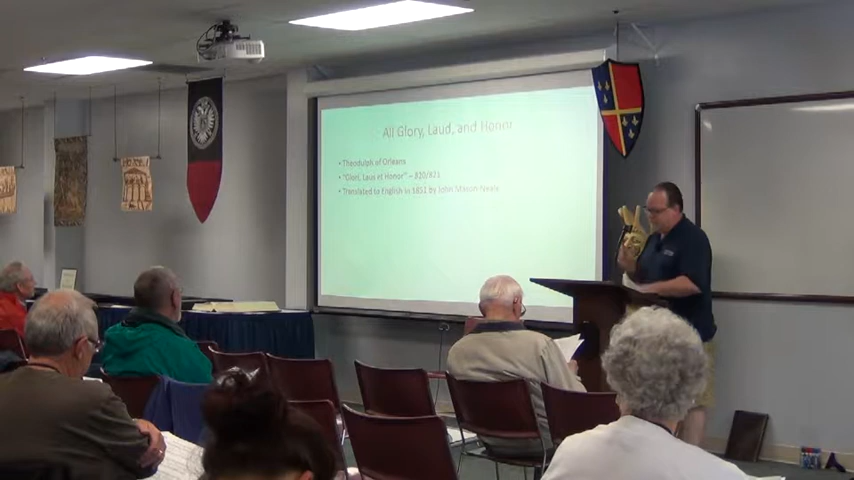 All Glory, Laud, and Honor
• Theodulph of Orleans
• "Glori, Laus et Honor" – 820/821
• Translated to English in 1851 by John Mason Neale